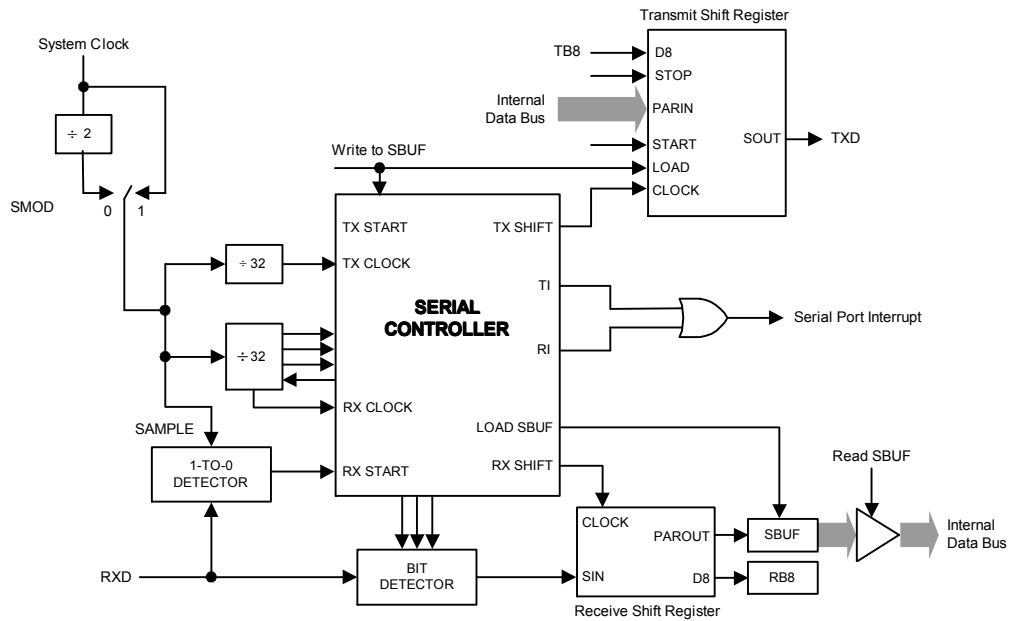 Transmit Shift Register
System Clock
TB8
D8
STOP
Internal
Data Bus
PARIN
÷ 2
SOUT
TXD
START
Write to SBUF
LOAD
CLOCK
SMOD
0
1
TX START
TX SHIFT
÷ 32
TX CLOCK
TI
SERIAL
CONTROLLER
Serial Port Interrupt
÷32
RI
RX CLOCK
SAMPLE
LOAD SBUF
1-TO-0
DETECTOR
RX START
RX SHIFT
Read SBUF
CLOCK
PAROUT
SBUF
Internal
Data Bus
RXD
BIT
DETECTOR
SIN
D8
RB8
Receive Shift Register